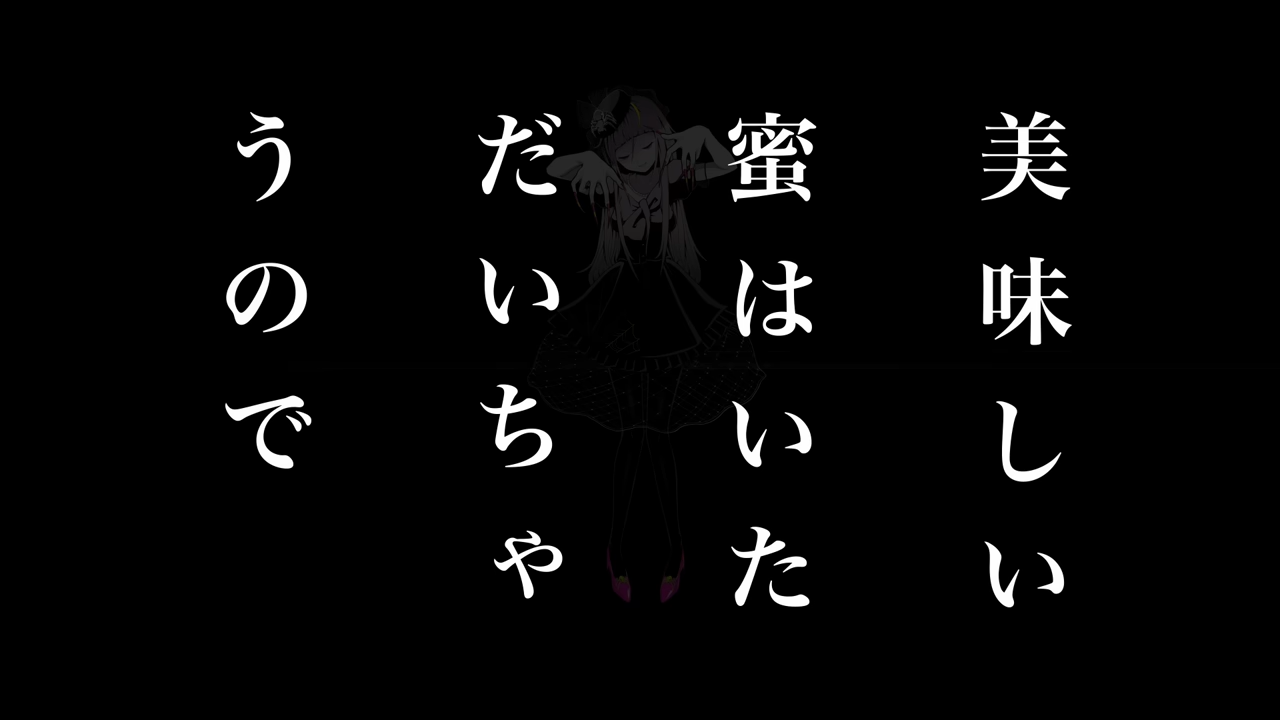 美味しい
蜜はいた
だいちゃ
うので